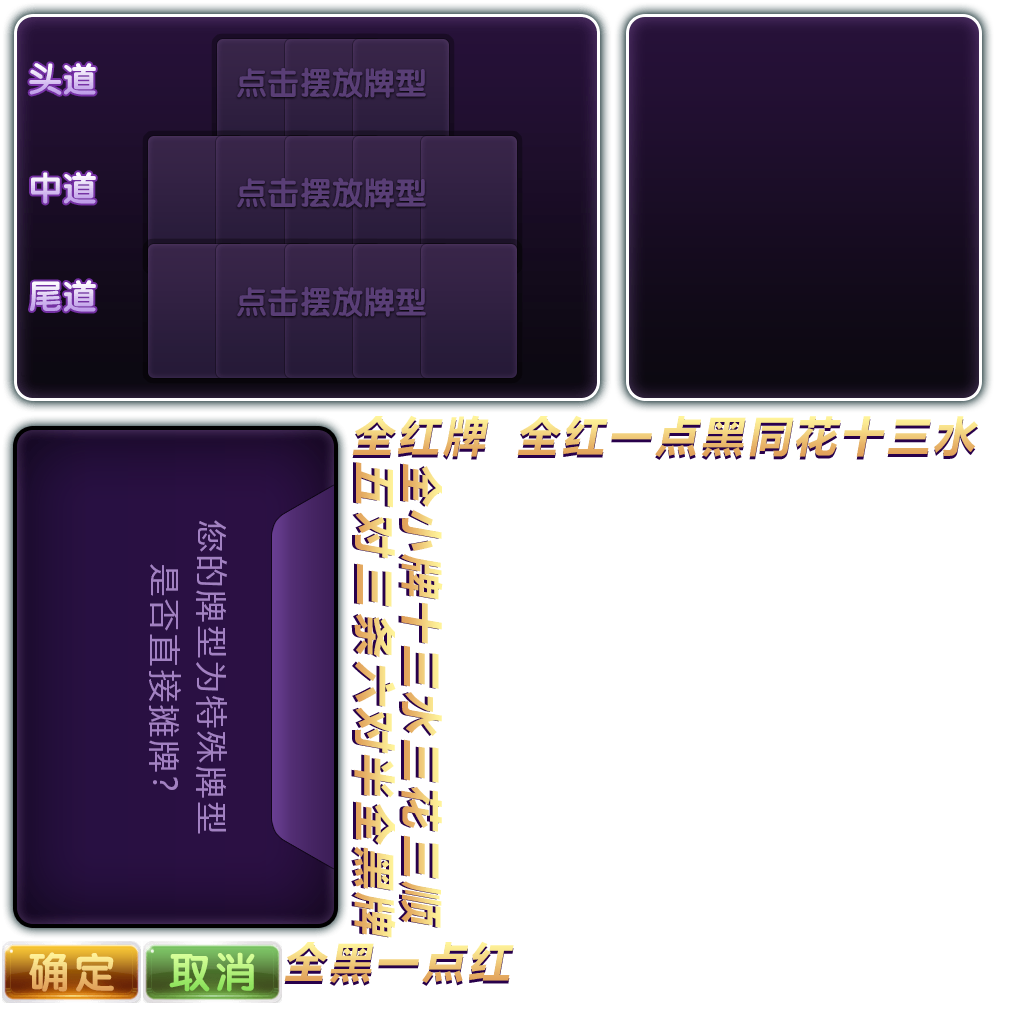 头道
点击摆放牌型
中道
点击摆放牌型
尾道
点击摆放牌型
全红牌
全红一点黑同花十三水
您的牌型为特殊牌型
是否直接摊牌？
全小牌十三水三花三顺
五对三条六对半全黑牌
确定
取消
全黑一点红